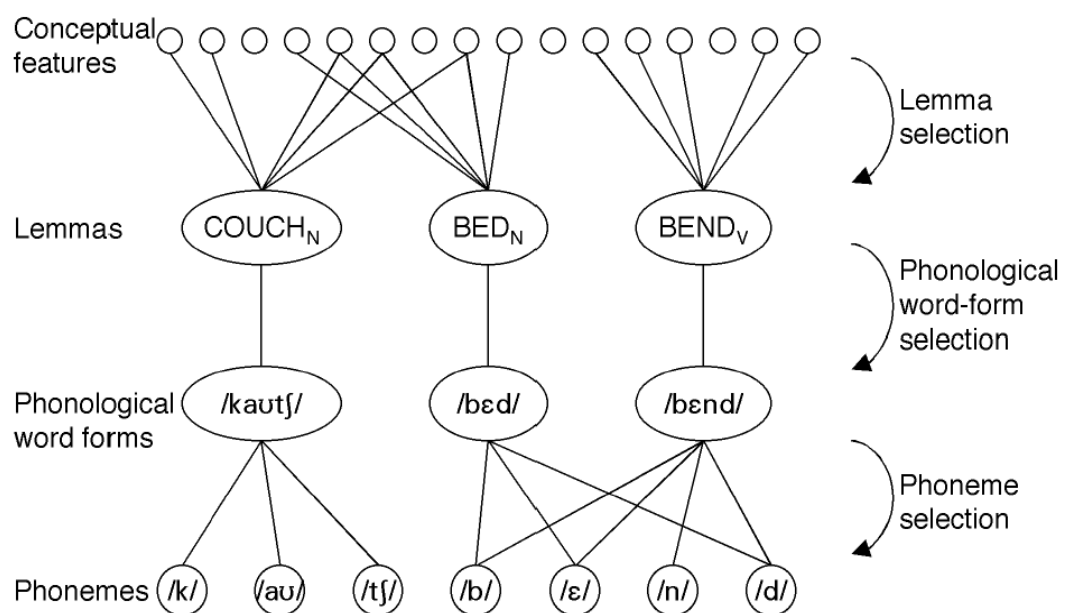 Conceptual
features
Lemma
selection
Lemmas
COUCH_N
BED_N
BEND_V
Phonological
word-form
selection
Phonological
word forms
/kaʊtʃ/
/bɛd/
/bɛnd/
Phoneme
selection
Phonemes
/k/
/aʊ/
/tʃ/
/b/
/ɛ/
/n/
/d/